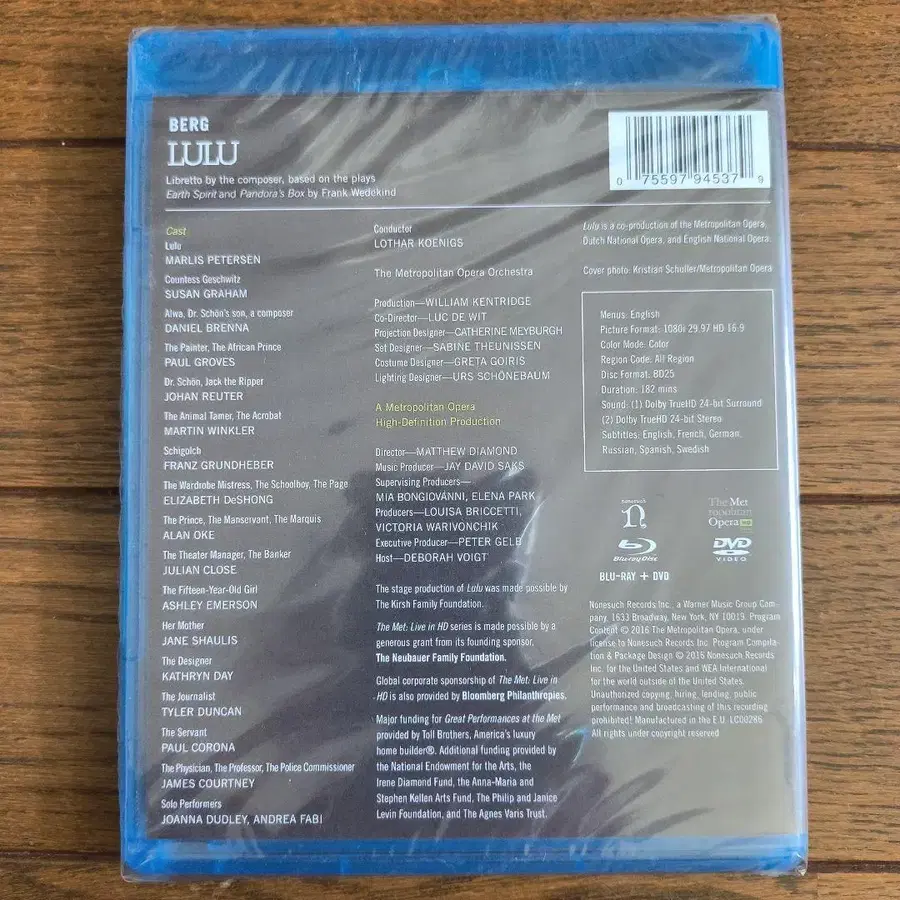 BERG
LULU
Libretto by the composer, based on the plays
Earth Spirit and Pandora's Box by Frank Wedekind
0 75597 94537 9
Cast
Lulu
MARLIS PETERSEN
Countess Geschwitz
SUSAN GRAHAM
Alwa, Dr. Schön's son, a composer
DANIEL BRENNA
The Painter, The African Prince
PAUL GROVES
Dr. Schön, Jack the Ripper
JOHAN REUTER
The Animal Tamer, The Acrobat
MARTIN WINKLER
Schigolch
FRANZ GRUNDHEBER
The Wardrobe Mistress, The Schoolboy, The Page
ELIZABETH DeSHONG
The Prince, The Manservant, The Marquis
ALAN OKE
The Theater Manager, The Banker
JULIAN CLOSE
The Fifteen-Year-Old Girl
ASHLEY EMERSON
Her Mother
JANE SHAULIS
The Designer
KATHRYN DAY
The Journalist
TYLER DUNCAN
The Servant
PAUL CORONA
The Physician, The Professor, The Police Commissioner
JAMES COURTNEY
Solo Performers
JOANNA DUDLEY, ANDREA FABI
Conductor
LOTHAR KOENIGS
The Metropolitan Opera Orchestra
Production—WILLIAM KENTRIDGE
Co-Director—LUC DE WIT
Projection Designer—CATHERINE MEYBURGH
Set Designer—SABINE THEUNISSEN
Costume Designer—GRETA GOIRIS
Lighting Designer—URS SCHÖNEBAUM
A Metropolitan Opera
High-Definition Production
Director—MATTHEW DIAMOND
Music Producer—JAY DAVID SAKS
Supervising Producers—
MIA BONGIOVANNI, ELENA PARK
Producers—LOUISA BRICCETTI,
VICTORIA WARIVONCHIK
Executive Producer—PETER GELB
Host—DEBORAH VOIGT
The stage production of Lulu was made possible by
The Kirsh Family Foundation.
The Met: Live in HD series is made possible by a
generous grant from its founding sponsor,
The Neubauer Family Foundation.
Global corporate sponsorship of The Met: Live in
HD is also provided by Bloomberg Philanthropies.
Major funding for Great Performances at the Met
provided by Toll Brothers, America's luxury
home builder®. Additional funding provided by
the National Endowment for the Arts, the
Irene Diamond Fund, the Anna-Maria and
Stephen Kellen Arts Fund, The Philip and Janice
Levin Foundation, and The Agnes Varis Trust.
Lulu is a co-production of the Metropolitan Opera,
Dutch National Opera, and English National Opera.
Cover photo: Kristian Schuller/Metropolitan Opera
Menus: English
Picture Format: 1080i 29.97 HD 16:9
Color Mode: Color
Region Code: All Region
Disc Format: BD25
Duration: 182 mins
Sound: (1) Dolby TrueHD 24-bit Surround
(2) Dolby TrueHD 24-bit Stereo
Subtitles: English, French, German,
Russian, Spanish, Swedish
nonesuch
n
The Met
ropolitan
Opera HD
Blu-ray Disc
DVD
VIDEO
BLU-RAY + DVD
Nonesuch Records Inc., a Warner Music Group Com-
pany, 1633 Broadway, New York, NY 10019. Program
Content © 2016 The Metropolitan Opera, under
license to Nonesuch Records Inc. Program Compila-
tion & Package Design © 2016 Nonesuch Records
Inc. for the United States and WEA International
for the world outside of the United States.
Unauthorized copying, hiring, lending, public
performance and broadcasting of this recording
prohibited! Manufactured in the E.U. LC00286
All rights under copyright reserved